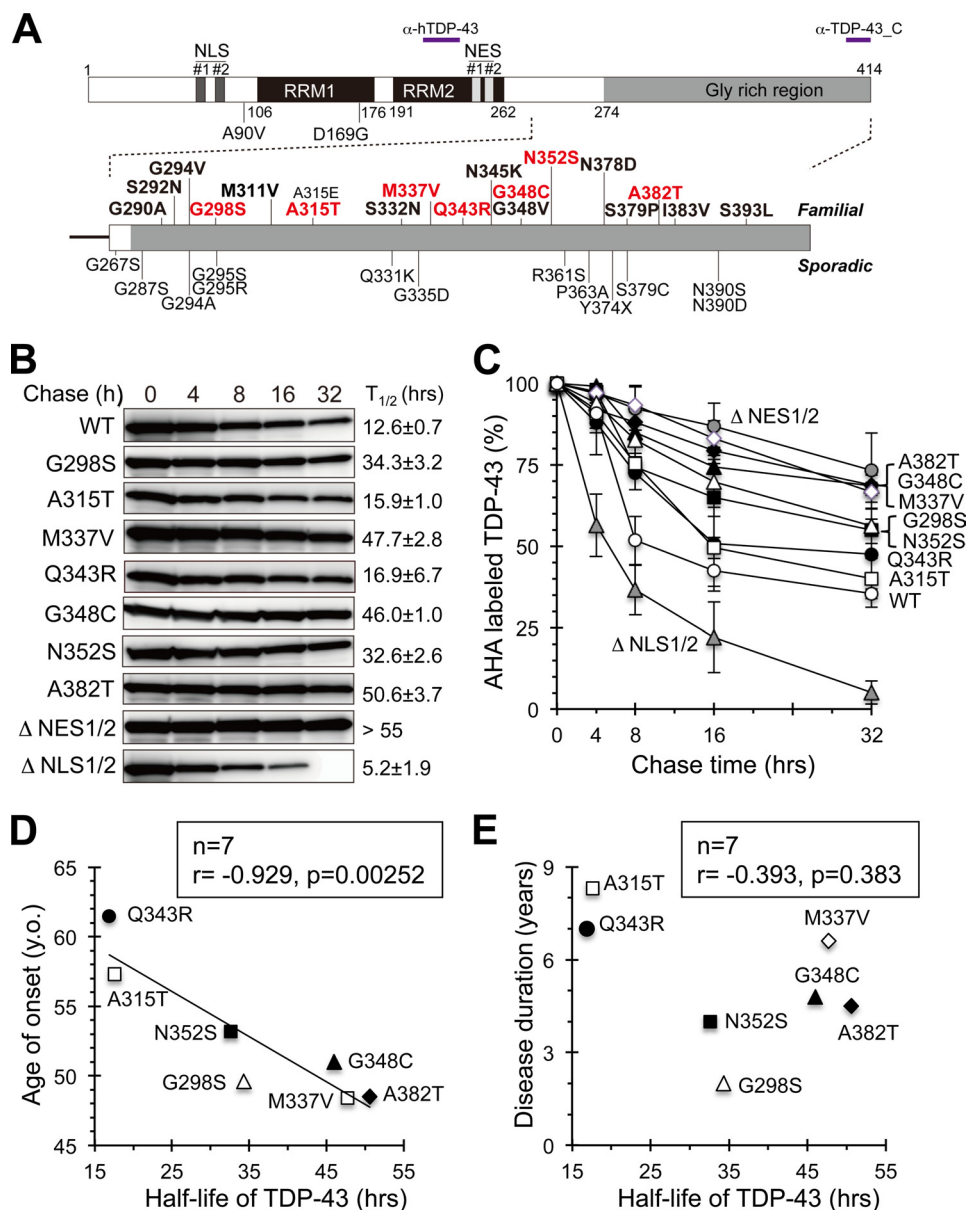 A
α-hTDP-43
α-TDP-43_C
NLS
#1 #2
NES
#1 #2
1
414
RRM1
RRM2
Gly rich region
106
176
191
262
274
A90V
D169G
G294V
S292N
G290A
G298S
M311V
A315E
A315T
M337V
S332N
Q343R
N345K
G348C
G348V
N352S
N378D
A382T
S379P
I383V
S393L
Familial
Sporadic
G267S
G287S
G294A
G295S
G295R
Q331K
G335D
R361S
P363A
Y374X
S379C
N390S
N390D
B
Chase (h) 0 4 8 16 32 T1/2 (hrs)
WT 12.6±0.7
G298S 34.3±3.2
A315T 15.9±1.0
M337V 47.7±2.8
Q343R 16.9±6.7
G348C 46.0±1.0
N352S 32.6±2.6
A382T 50.6±3.7
Δ NES1/2 > 55
Δ NLS1/2 5.2±1.9
C
AHA labeled TDP-43 (%)
100
75
50
25
0
0 4 8 16 32
Chase time (hrs)
Δ NES1/2
A382T
G348C
M337V
G298S
N352S
Q343R
A315T
WT
Δ NLS1/2
D
n=7
r= -0.929, p=0.00252
Age of onset (y.o.)
65
60
55
50
45
Q343R
A315T
N352S
G298S
G348C
M337V
A382T
15 25 35 45 55
Half-life of TDP-43 (hrs)
E
n=7
r= -0.393, p=0.383
Disease duration (years)
9
6
3
0
A315T
Q343R
M337V
G348C
N352S
A382T
G298S
15 25 35 45 55
Half-life of TDP-43 (hrs)